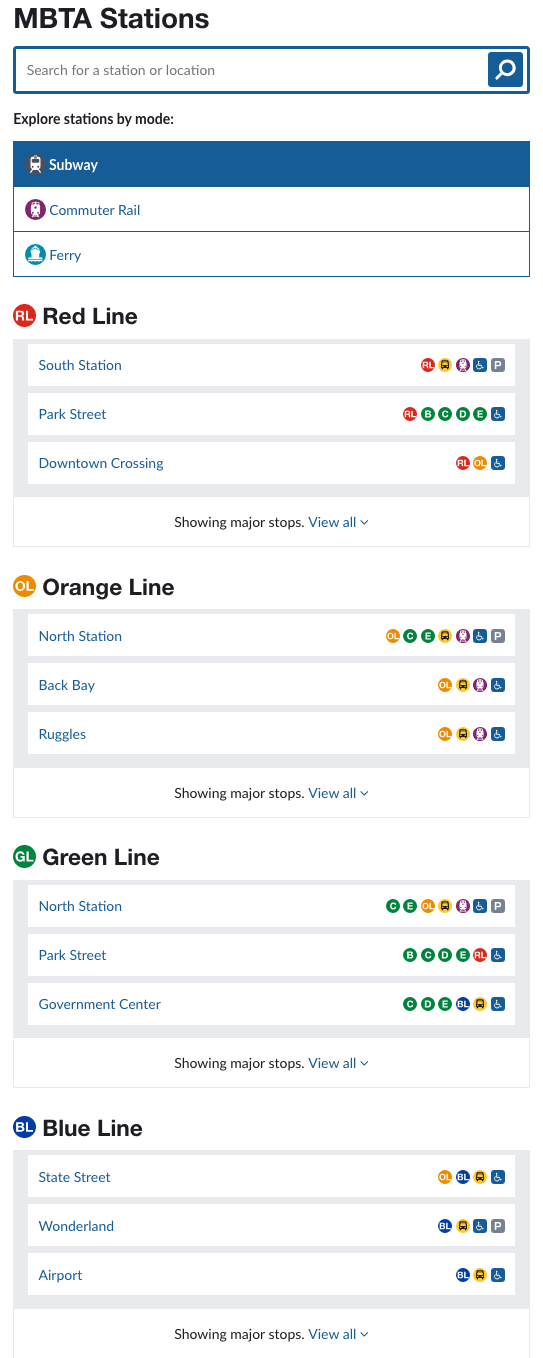 MBTA Stations
Search for a station or location
Explore stations by mode:
Subway
Commuter Rail
Ferry
RL Red Line
South Station RL P
Park Street RL B C D E
Downtown Crossing RL OL
Showing major stops. View all
OL Orange Line
North Station OL C E P
Back Bay OL
Ruggles OL
Showing major stops. View all
GL Green Line
North Station C E OL P
Park Street B C D E RL
Government Center C D E BL
Showing major stops. View all
BL Blue Line
State Street OL BL
Wonderland BL P
Airport BL
Showing major stops. View all